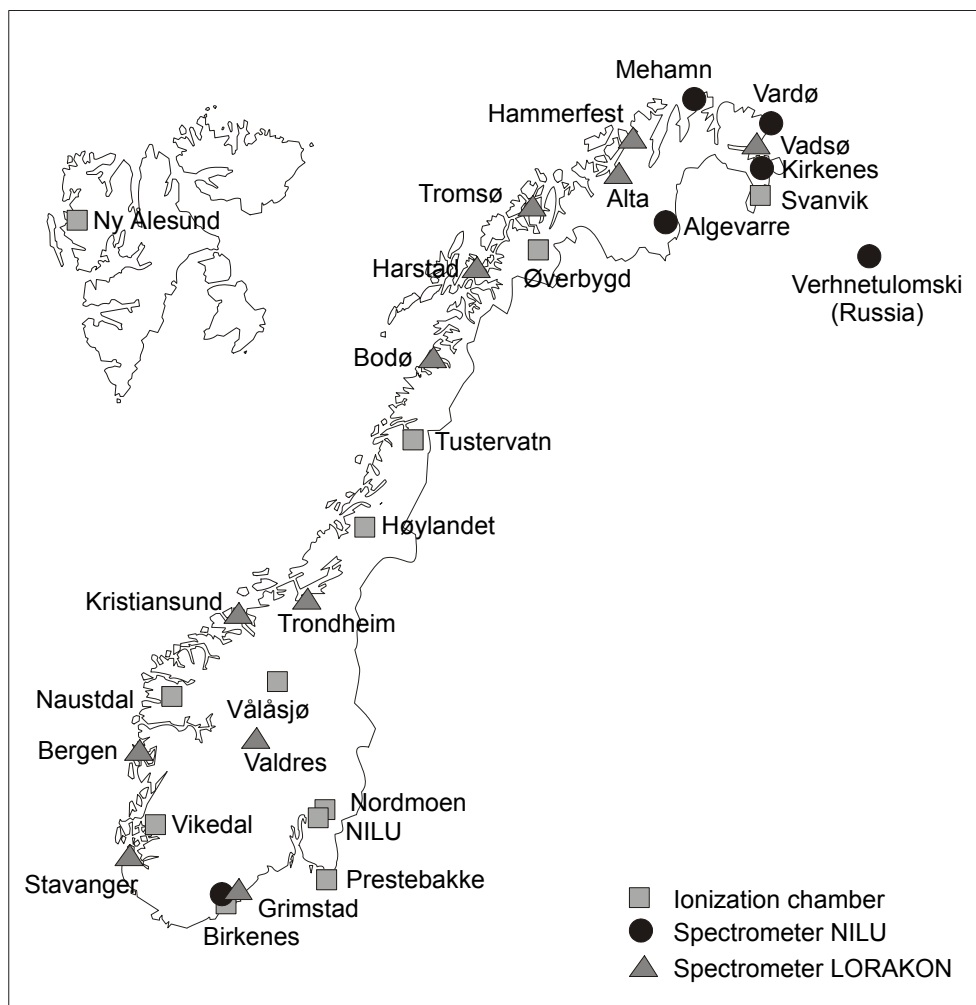 Mehamn
Vardø
Hammerfest
Vadsø
Kirkenes
Tromsø
Alta
Svanvik
Ny Ålesund
Algevarre
Harstad
Øverbygd
Verhnetulomski
(Russia)
Bodø
Tustervatn
Høylandet
Kristiansund
Trondheim
Naustdal
Vålåsjø
Bergen
Valdres
Nordmoen
Vikedal
NILU
Stavanger
Prestebakke
Grimstad
Birkenes
Ionization chamber
Spectrometer NILU
Spectrometer LORAKON